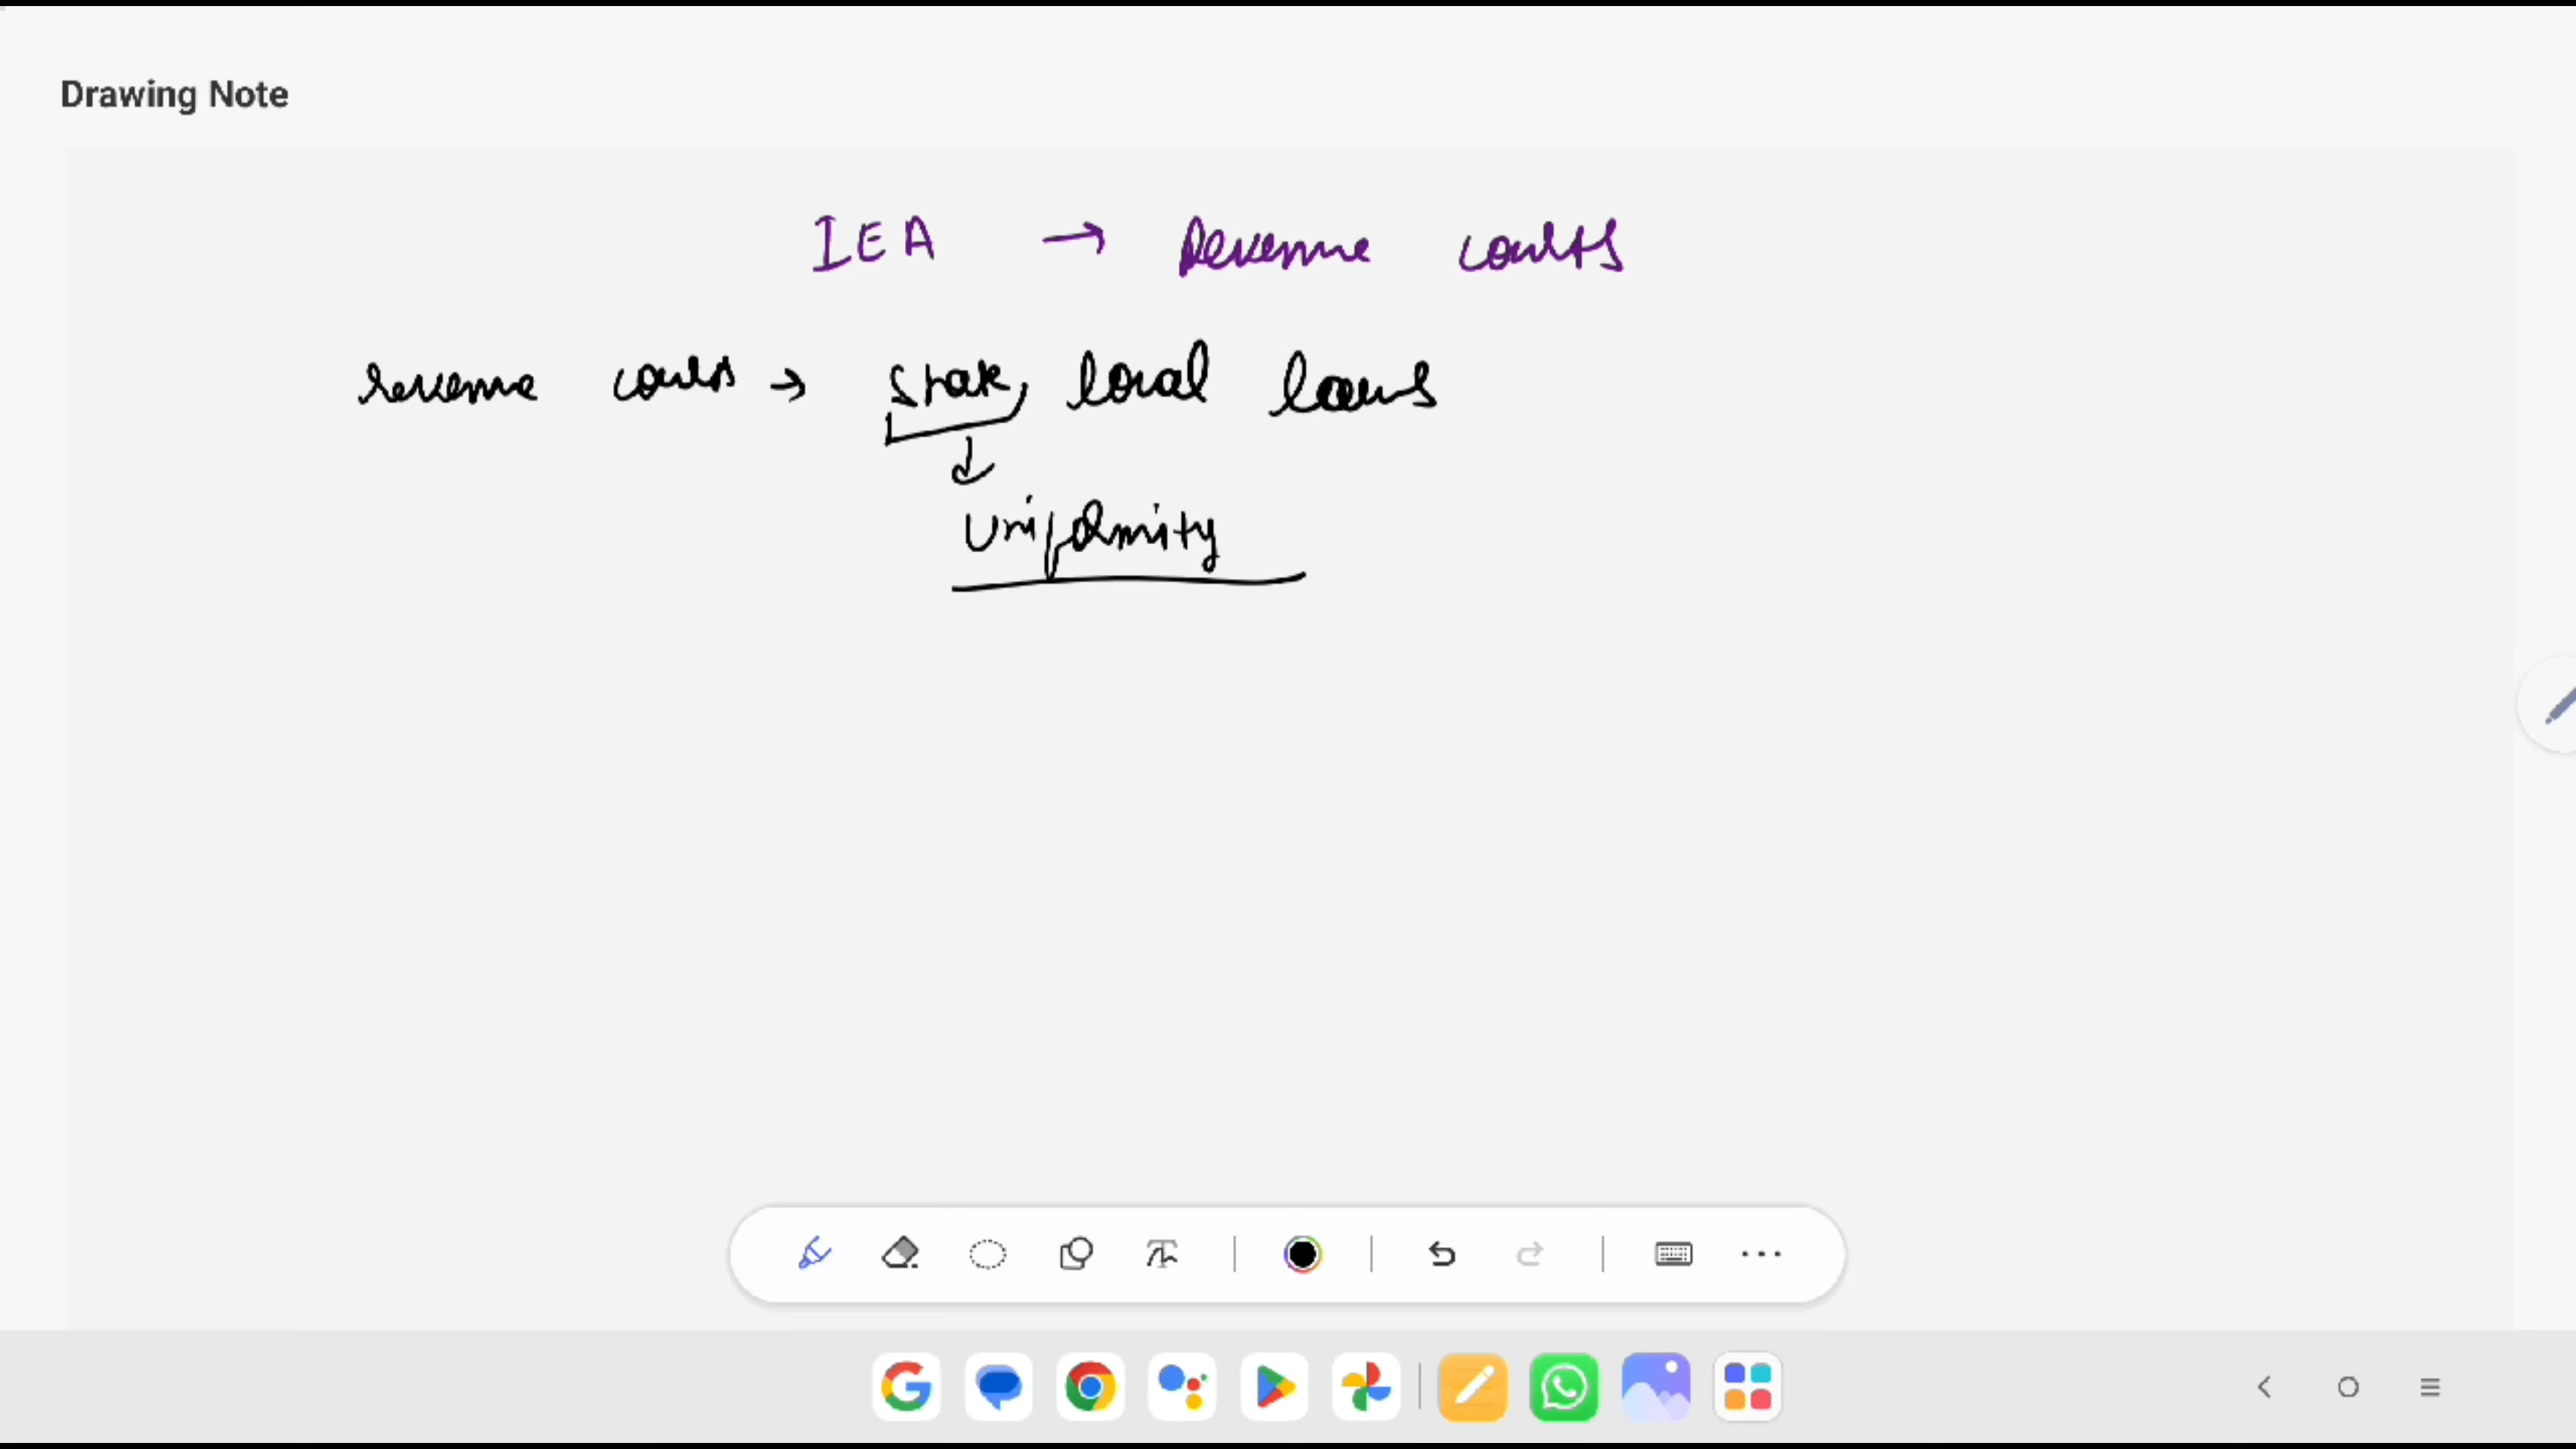 Drawing Note
IEA → Revenue courts
revenue courts → State, local laws
↓
Uniformity